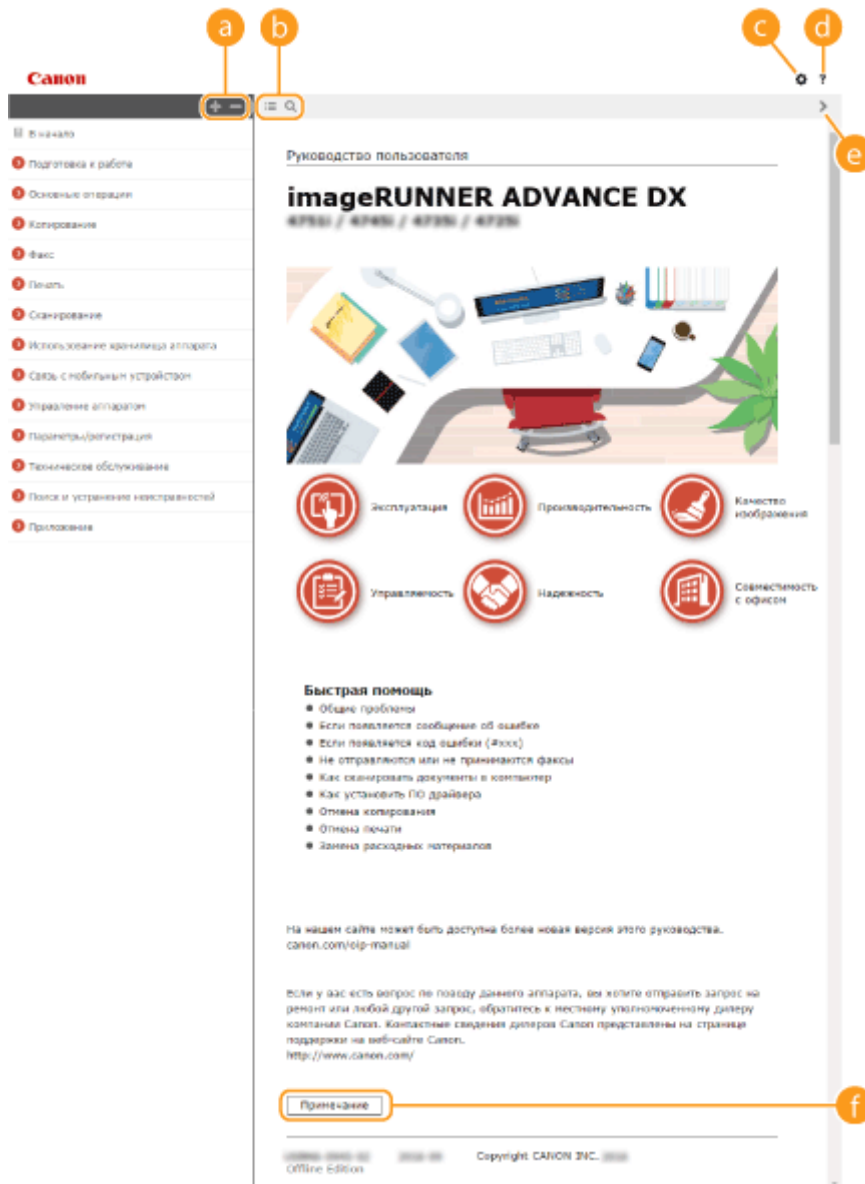 a
b
c
d
Canon
?
e
В начало
Подготовка к работе
Основные операции
Копирование
Факс
Печать
Сканирование
Использование хранилища аппарата
Связь с мобильным устройством
Управление аппаратом
Параметры/регистрация
Техническое обслуживание
Поиск и устранение неисправностей
Приложение
Руководство пользователя
imageRUNNER ADVANCE DX
4751i / 4745i / 4735i / 4725i
Эксплуатация
Производительность
Качество
изображения
Управляемость
Надежность
Совместимость
с офисом
Быстрая помощь
Общие проблемы
Если появляется сообщение об ошибке
Если появляется код ошибки (#xxx)
Не отправляются или не принимаются факсы
Как сканировать документы в компьютер
Как установить ПО драйвера
Отмена копирования
Отмена печати
Замена расходных материалов
На нашем сайте может быть доступна более новая версия этого руководства.
canon.com/oip-manual
Если у вас есть вопрос по поводу данного аппарата, вы хотите отправить запрос на
ремонт или любой другой запрос, обратитесь к местному уполномоченному дилеру
компании Canon. Контактные сведения дилеров Canon представлены на странице
поддержки на веб-сайте Canon.
http://www.canon.com/
Примечание
f
Copyright CANON INC.
Offline Edition